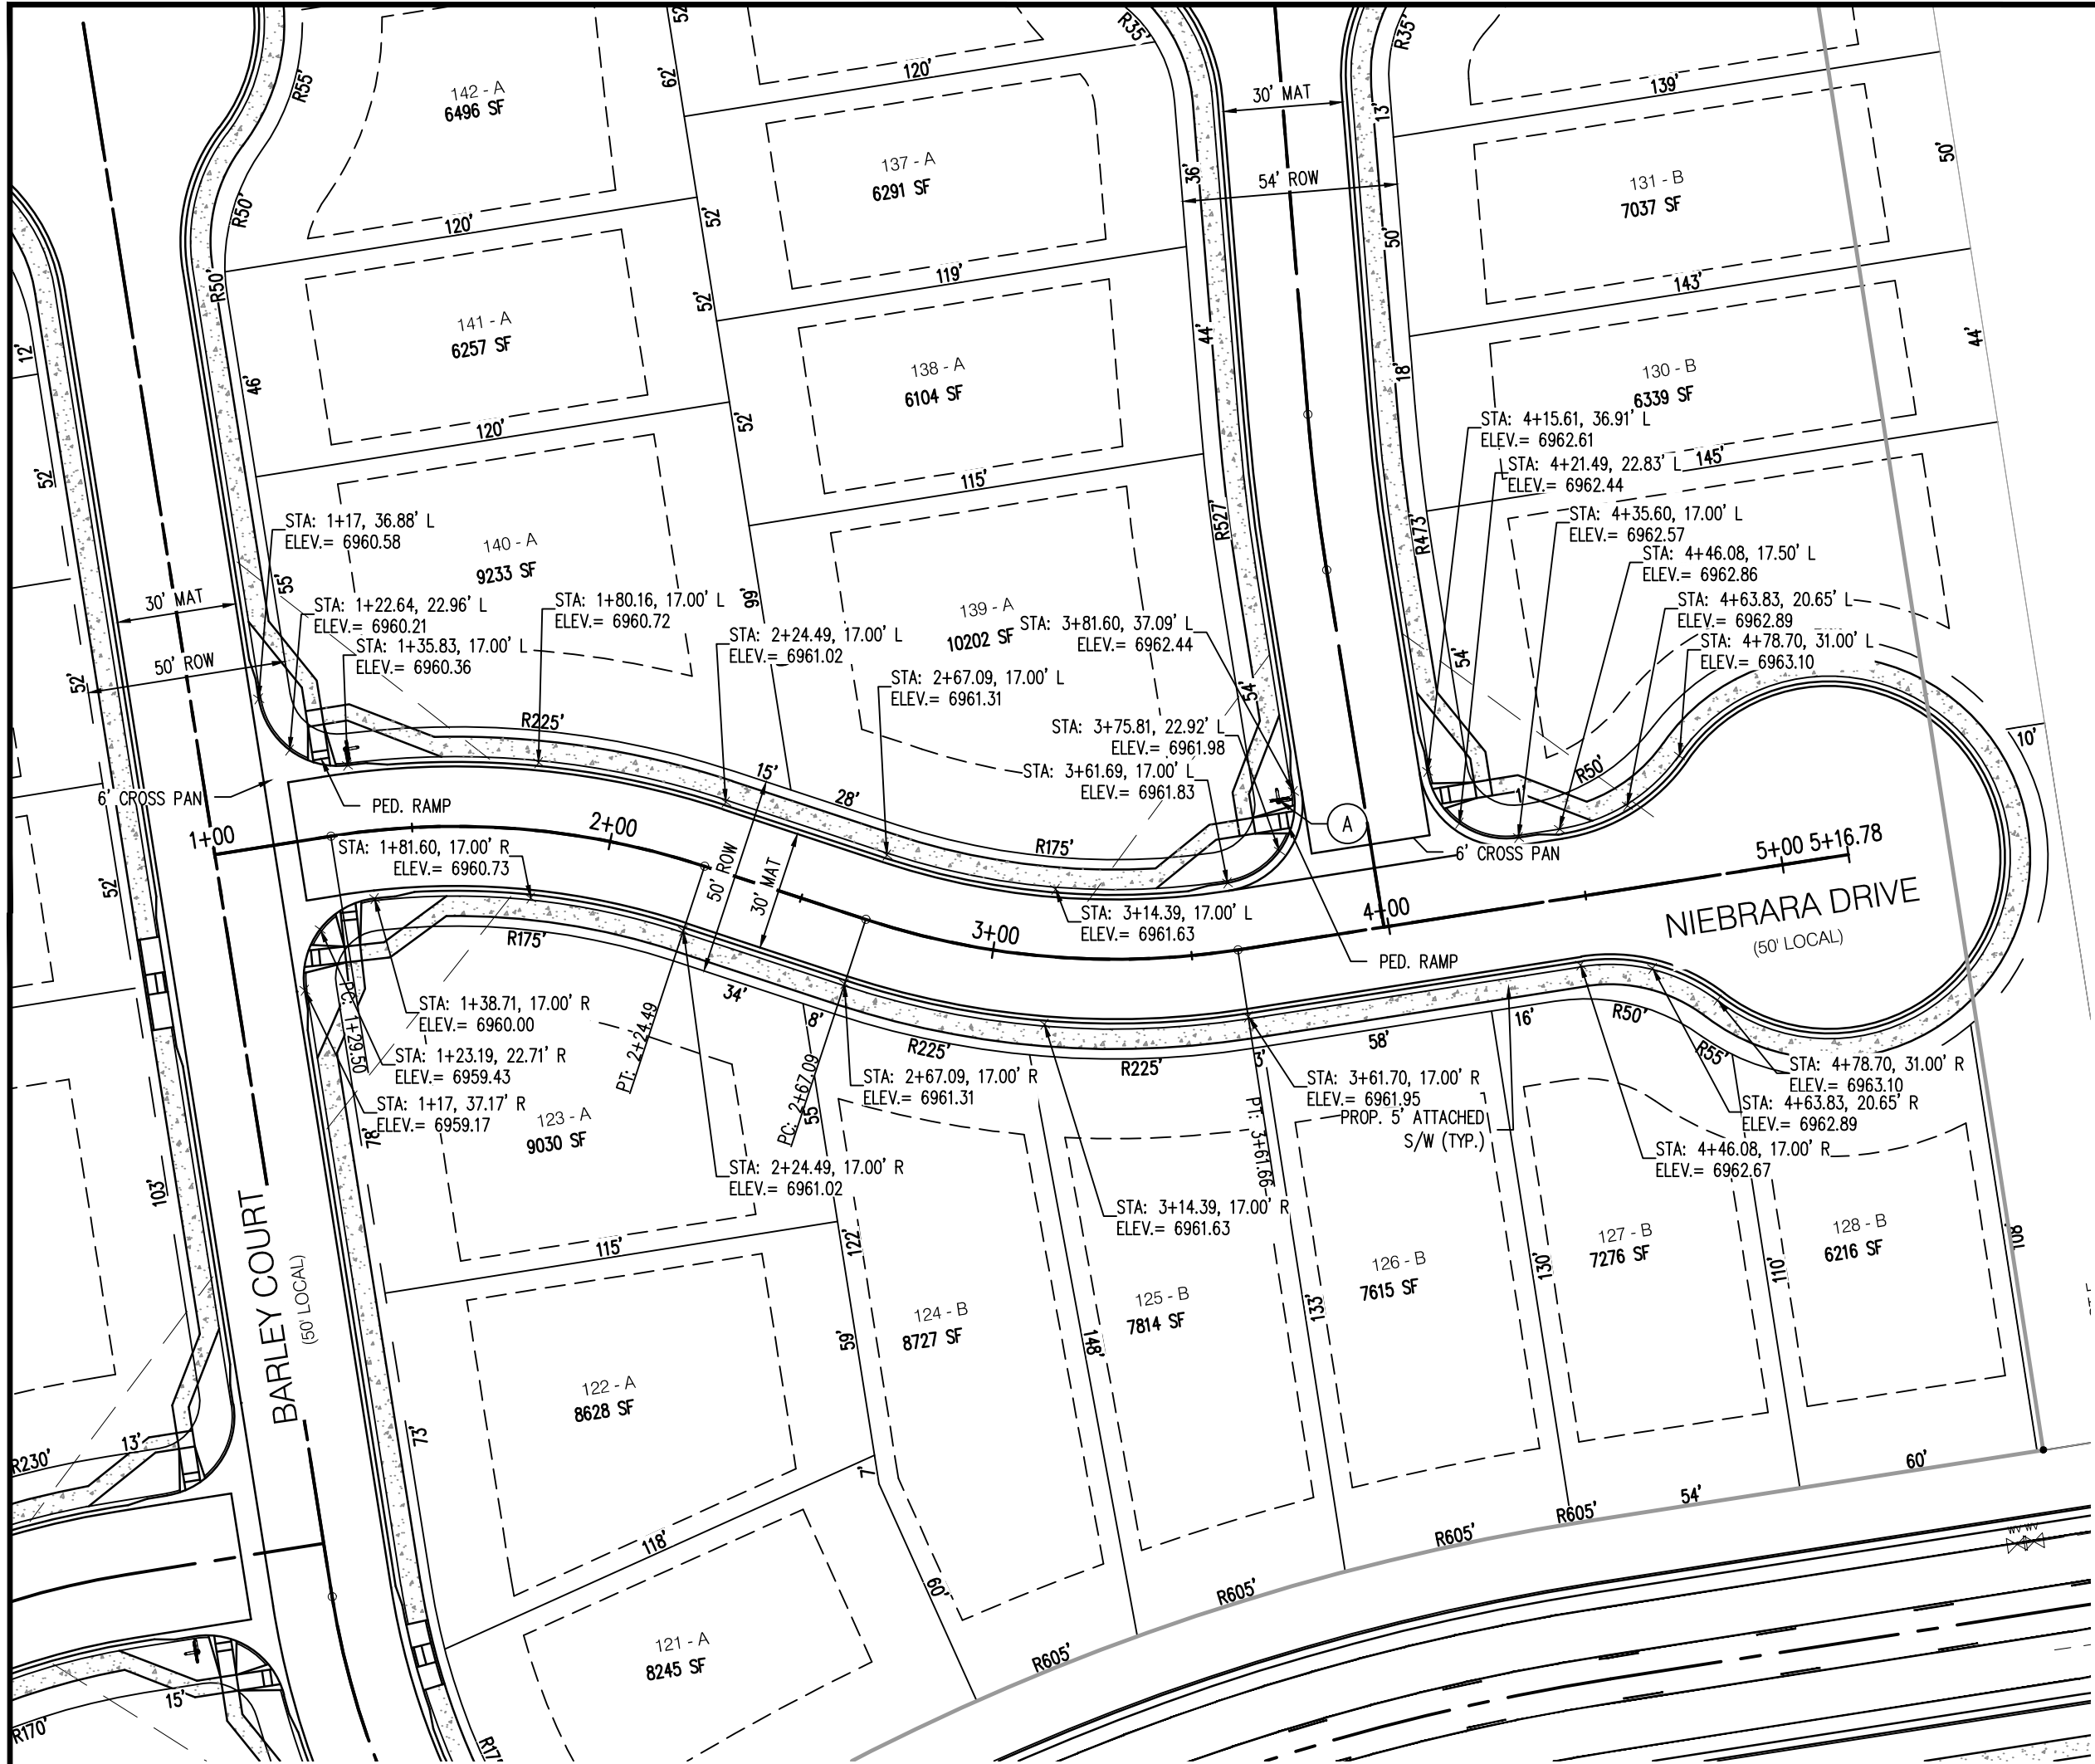 52'
R35'
R35'
R55'
62'
120'
142 - A
6496 SF
30' MAT
13'
139'
137 - A
6291 SF
36'
54' ROW
131 - B
7037 SF
50'
R50'
120'
52'
50'
119'
143'
R50'
52'
141 - A
6257 SF
12'
46'
44'
44'
138 - A
6104 SF
18'
130 - B
6339 SF
120'
52'
STA: 4+15.61, 36.91' L
ELEV.= 6962.61
52'
115'
145'
STA: 4+21.49, 22.83' L
ELEV.= 6962.44
STA: 1+17, 36.88' L
ELEV.= 6960.58
R527'
R473'
STA: 4+35.60, 17.00' L
ELEV.= 6962.57
140 - A
9233 SF
STA: 4+46.08, 17.50' L
ELEV.= 6962.86
30' MAT
55'
STA: 1+22.64, 22.96' L
ELEV.= 6960.21
STA: 1+80.16, 17.00' L
ELEV.= 6960.72
99'
139 - A
10202 SF
STA: 3+81.60, 37.09' L
ELEV.= 6962.44
STA: 4+63.83, 20.65' L
ELEV.= 6962.89
STA: 1+35.83, 17.00' L
ELEV.= 6960.36
STA: 2+24.49, 17.00' L
ELEV.= 6961.02
STA: 4+78.70, 31.00' L
ELEV.= 6963.10
50' ROW
52'
STA: 2+67.09, 17.00' L
ELEV.= 6961.31
54'
54'
R225'
STA: 3+75.81, 22.92' L
ELEV.= 6961.98
10'
STA: 3+61.69, 17.00' L
ELEV.= 6961.83
15'
28'
R50'
1'
6' CROSS PAN
PED. RAMP
A
1+00
2+00
R175'
6' CROSS PAN
5+00
5+16.78
STA: 1+81.60, 17.00' R
ELEV.= 6960.73
50' ROW
30' MAT
52'
STA: 3+14.39, 17.00' L
ELEV.= 6961.63
4+00
NIEBRARA DRIVE
(50' LOCAL)
3+00
R175'
PED. RAMP
34'
PC: 1+29.50
STA: 1+38.71, 17.00' R
ELEV.= 6960.00
PT: 2+24.49
8'
16'
R50'
58'
R225'
R225'
3'
R55'
STA: 1+23.19, 22.71' R
ELEV.= 6959.43
STA: 2+67.09, 17.00' R
ELEV.= 6961.31
STA: 3+61.70, 17.00' R
ELEV.= 6961.95
STA: 4+78.70, 31.00' R
ELEV.= 6963.10
STA: 1+17, 37.17' R
ELEV.= 6959.17
78'
123 - A
9030 SF
PC: 2+67.09
55'
PT: 3+61.66
PROP. 5' ATTACHED
S/W (TYP.)
STA: 4+63.83, 20.65' R
ELEV.= 6962.89
STA: 4+46.08, 17.00' R
ELEV.= 6962.67
STA: 2+24.49, 17.00' R
ELEV.= 6961.02
103'
STA: 3+14.39, 17.00' R
ELEV.= 6961.63
BARLEY COURT
(50' LOCAL)
115'
122'
127 - B
7276 SF
128 - B
6216 SF
108'
126 - B
7615 SF
130'
110'
125 - B
7814 SF
133'
124 - B
8727 SF
59'
148'
122 - A
8628 SF
73'
13'
R230'
7'
60'
54'
R605'
R605'
118'
60'
R605'
121 - A
8245 SF
R605'
15'
R170'